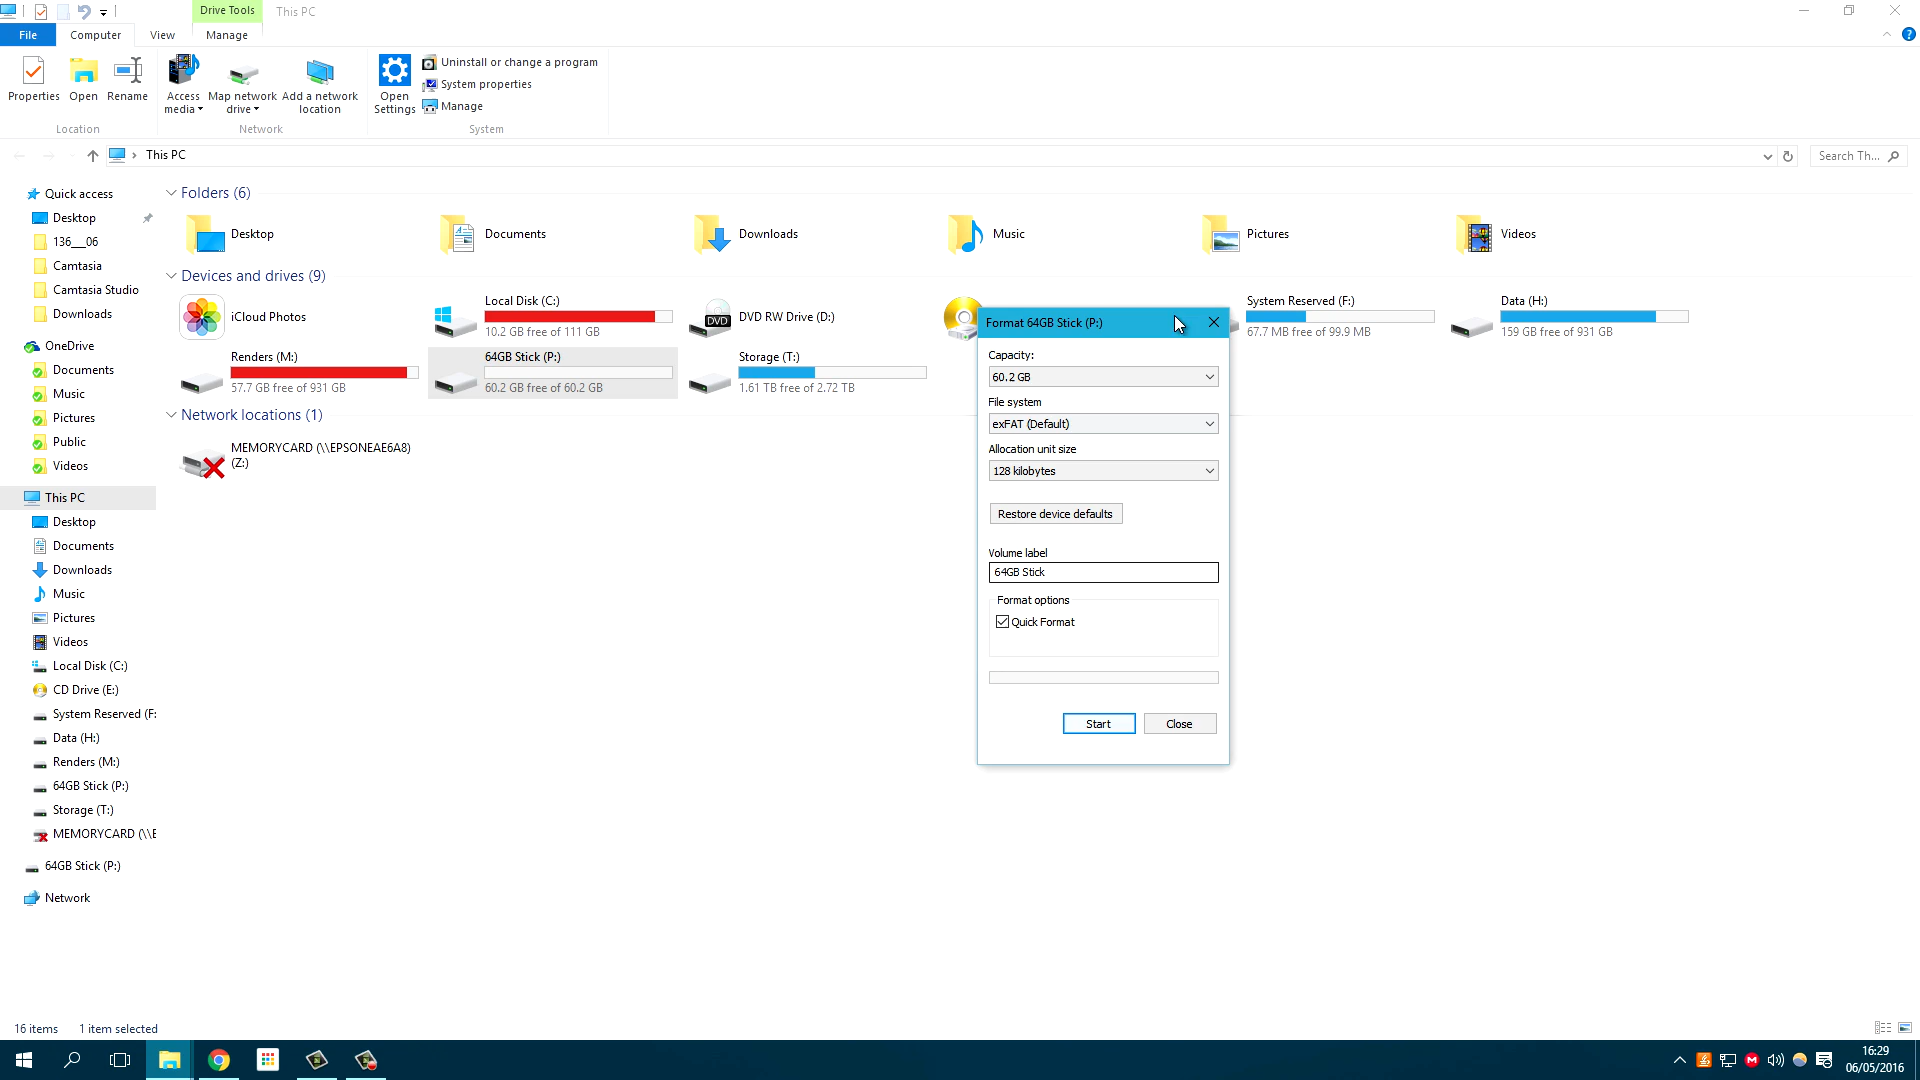 Drive Tools
This PC
File
Computer
View
Manage
Properties
Open
Rename
Access media
Map network drive
Add a network location
Open Settings
Uninstall or change a program
System properties
Manage
Location
Network
System
This PC
Search Th...
Quick access
Desktop
136__06
Camtasia
Camtasia Studio
Downloads
OneDrive
Documents
Music
Pictures
Public
Videos
This PC
Desktop
Documents
Downloads
Music
Pictures
Videos
Local Disk (C:)
CD Drive (E:)
System Reserved (F:
Data (H:)
Renders (M:)
64GB Stick (P:)
Storage (T:)
MEMORYCARD (\\E
64GB Stick (P:)
Network
Folders (6)
Desktop
Documents
Downloads
Music
Pictures
Videos
Devices and drives (9)
iCloud Photos
Local Disk (C:)
10.2 GB free of 111 GB
DVD
DVD RW Drive (D:)
System Reserved (F:)
67.7 MB free of 99.9 MB
Data (H:)
159 GB free of 931 GB
Renders (M:)
57.7 GB free of 931 GB
64GB Stick (P:)
60.2 GB free of 60.2 GB
Storage (T:)
1.61 TB free of 2.72 TB
Network locations (1)
MEMORYCARD (\\EPSONEAE6A8)
(Z:)
Format 64GB Stick (P:)
Capacity:
60.2 GB
File system
exFAT (Default)
Allocation unit size
128 kilobytes
Restore device defaults
Volume label
64GB Stick
Format options
Quick Format
Start
Close
16 items
1 item selected
16:29
06/05/2016